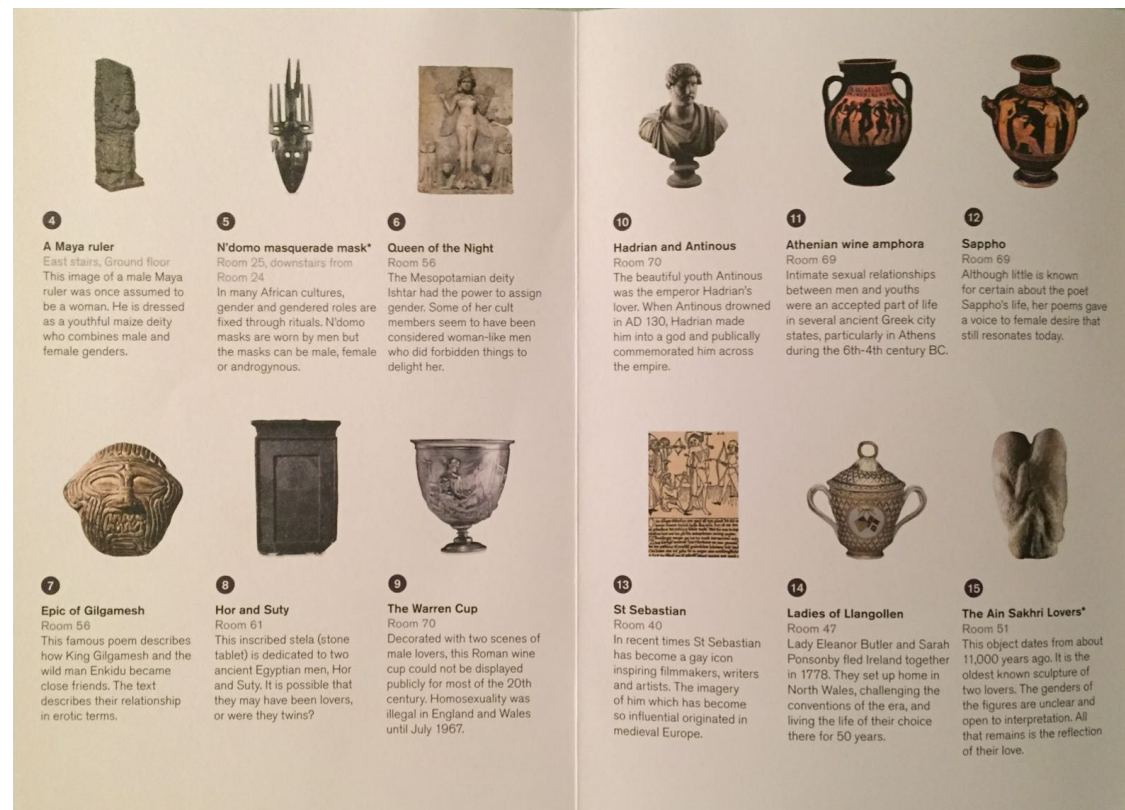 4
A Maya ruler
East stairs, Ground floor
This image of a male Maya
ruler was once assumed to
be a woman. He is dressed
as a youthful maize deity
who combines male and
female genders.
5
N'domo masquerade mask*
Room 25, downstairs from
Room 24
In many African cultures,
gender and gendered roles are
fixed through rituals. N'domo
masks are worn by men but
the masks can be male, female
or androgynous.
6
Queen of the Night
Room 56
The Mesopotamian deity
Ishtar had the power to assign
gender. Some of her cult
members seem to have been
considered woman-like men
who did forbidden things to
delight her.
7
Epic of Gilgamesh
Room 56
This famous poem describes
how King Gilgamesh and the
wild man Enkidu became
close friends. The text
describes their relationship
in erotic terms.
8
Hor and Suty
Room 61
This inscribed stela (stone
tablet) is dedicated to two
ancient Egyptian men, Hor
and Suty. It is possible that
they may have been lovers,
or were they twins?
9
The Warren Cup
Room 70
Decorated with two scenes of
male lovers, this Roman wine
cup could not be displayed
publicly for most of the 20th
century. Homosexuality was
illegal in England and Wales
until July 1967.
10
Hadrian and Antinous
Room 70
The beautiful youth Antinous
was the emperor Hadrian's
lover. When Antinous drowned
in AD 130, Hadrian made
him into a god and publically
commemorated him across
the empire.
11
Athenian wine amphora
Room 69
Intimate sexual relationships
between men and youths
were an accepted part of life
in several ancient Greek city
states, particularly in Athens
during the 6th-4th century BC.
12
Sappho
Room 69
Although little is known
for certain about the poet
Sappho's life, her poems gave
a voice to female desire that
still resonates today.
13
St Sebastian
Room 40
In recent times St Sebastian
has become a gay icon
inspiring filmmakers, writers
and artists. The imagery
of him which has become
so influential originated in
medieval Europe.
14
Ladies of Llangollen
Room 47
Lady Eleanor Butler and Sarah
Ponsonby fled Ireland together
in 1778. They set up home in
North Wales, challenging the
conventions of the era, and
living the life of their choice
there for 50 years.
15
The Ain Sakhri Lovers*
Room 51
This object dates from about
11,000 years ago. It is the
oldest known sculpture of
two lovers. The genders of
the figures are unclear and
open to interpretation. All
that remains is the reflection
of their love.